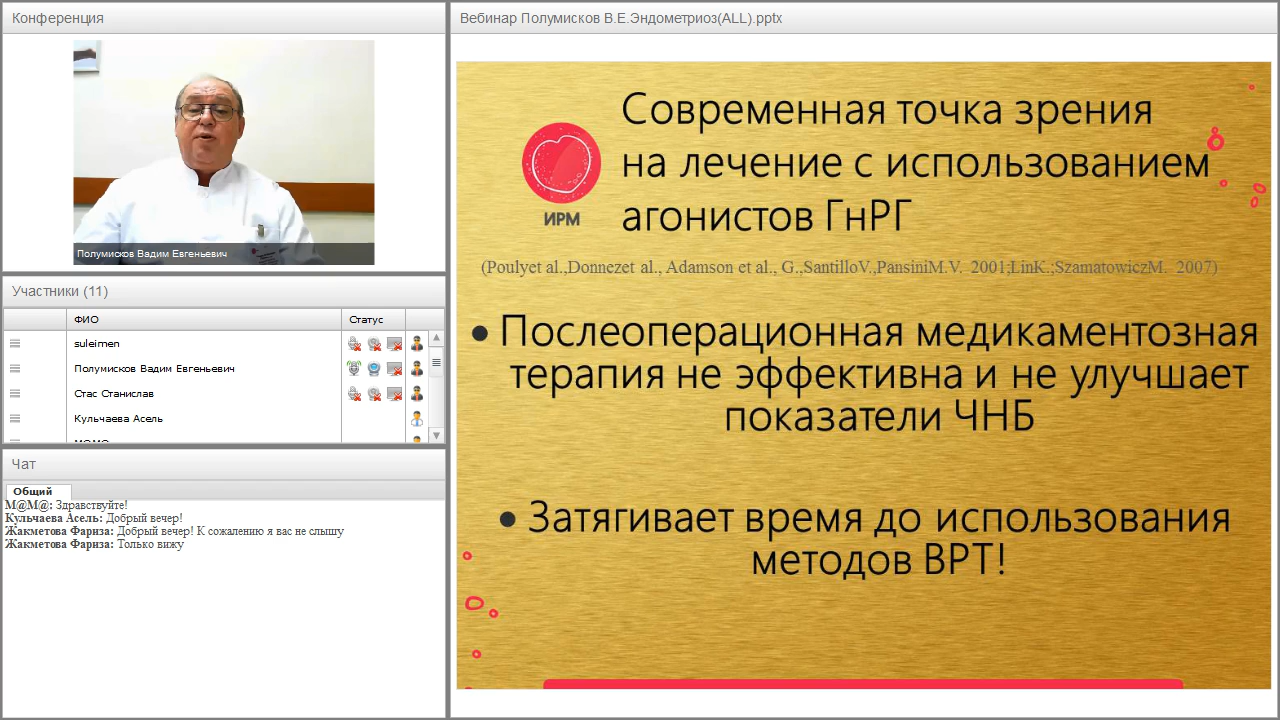 Конференция
Полумисков Вадим Евгеньевич
Участники (11)
ФИО
Статус
suleimen
Полумисков Вадим Евгеньевич
Стас Станислав
Кульчаева Асель
Чат
Общий
M@M@: Здравствуйте!
Кульчаева Асель: Добрый вечер!
Жакметова Фариза: Добрый вечер! К сожалению я вас не слышу
Жакметова Фариза: Только вижу
Вебинар Полумисков В.Е.Эндометриоз(ALL).pptx
ИРМ
Современная точка зрения
на лечение с использованием
агонистов ГнРГ
(Poulyet al.,Donnezet al., Adamson et al., G.,SantilloV.,PansiniM.V. 2001;LinK.;SzamatowiczM. 2007)
• Послеоперационная медикаментозная
терапия не эффективна и не улучшает
показатели ЧНБ
• Затягивает время до использования
методов ВРТ!